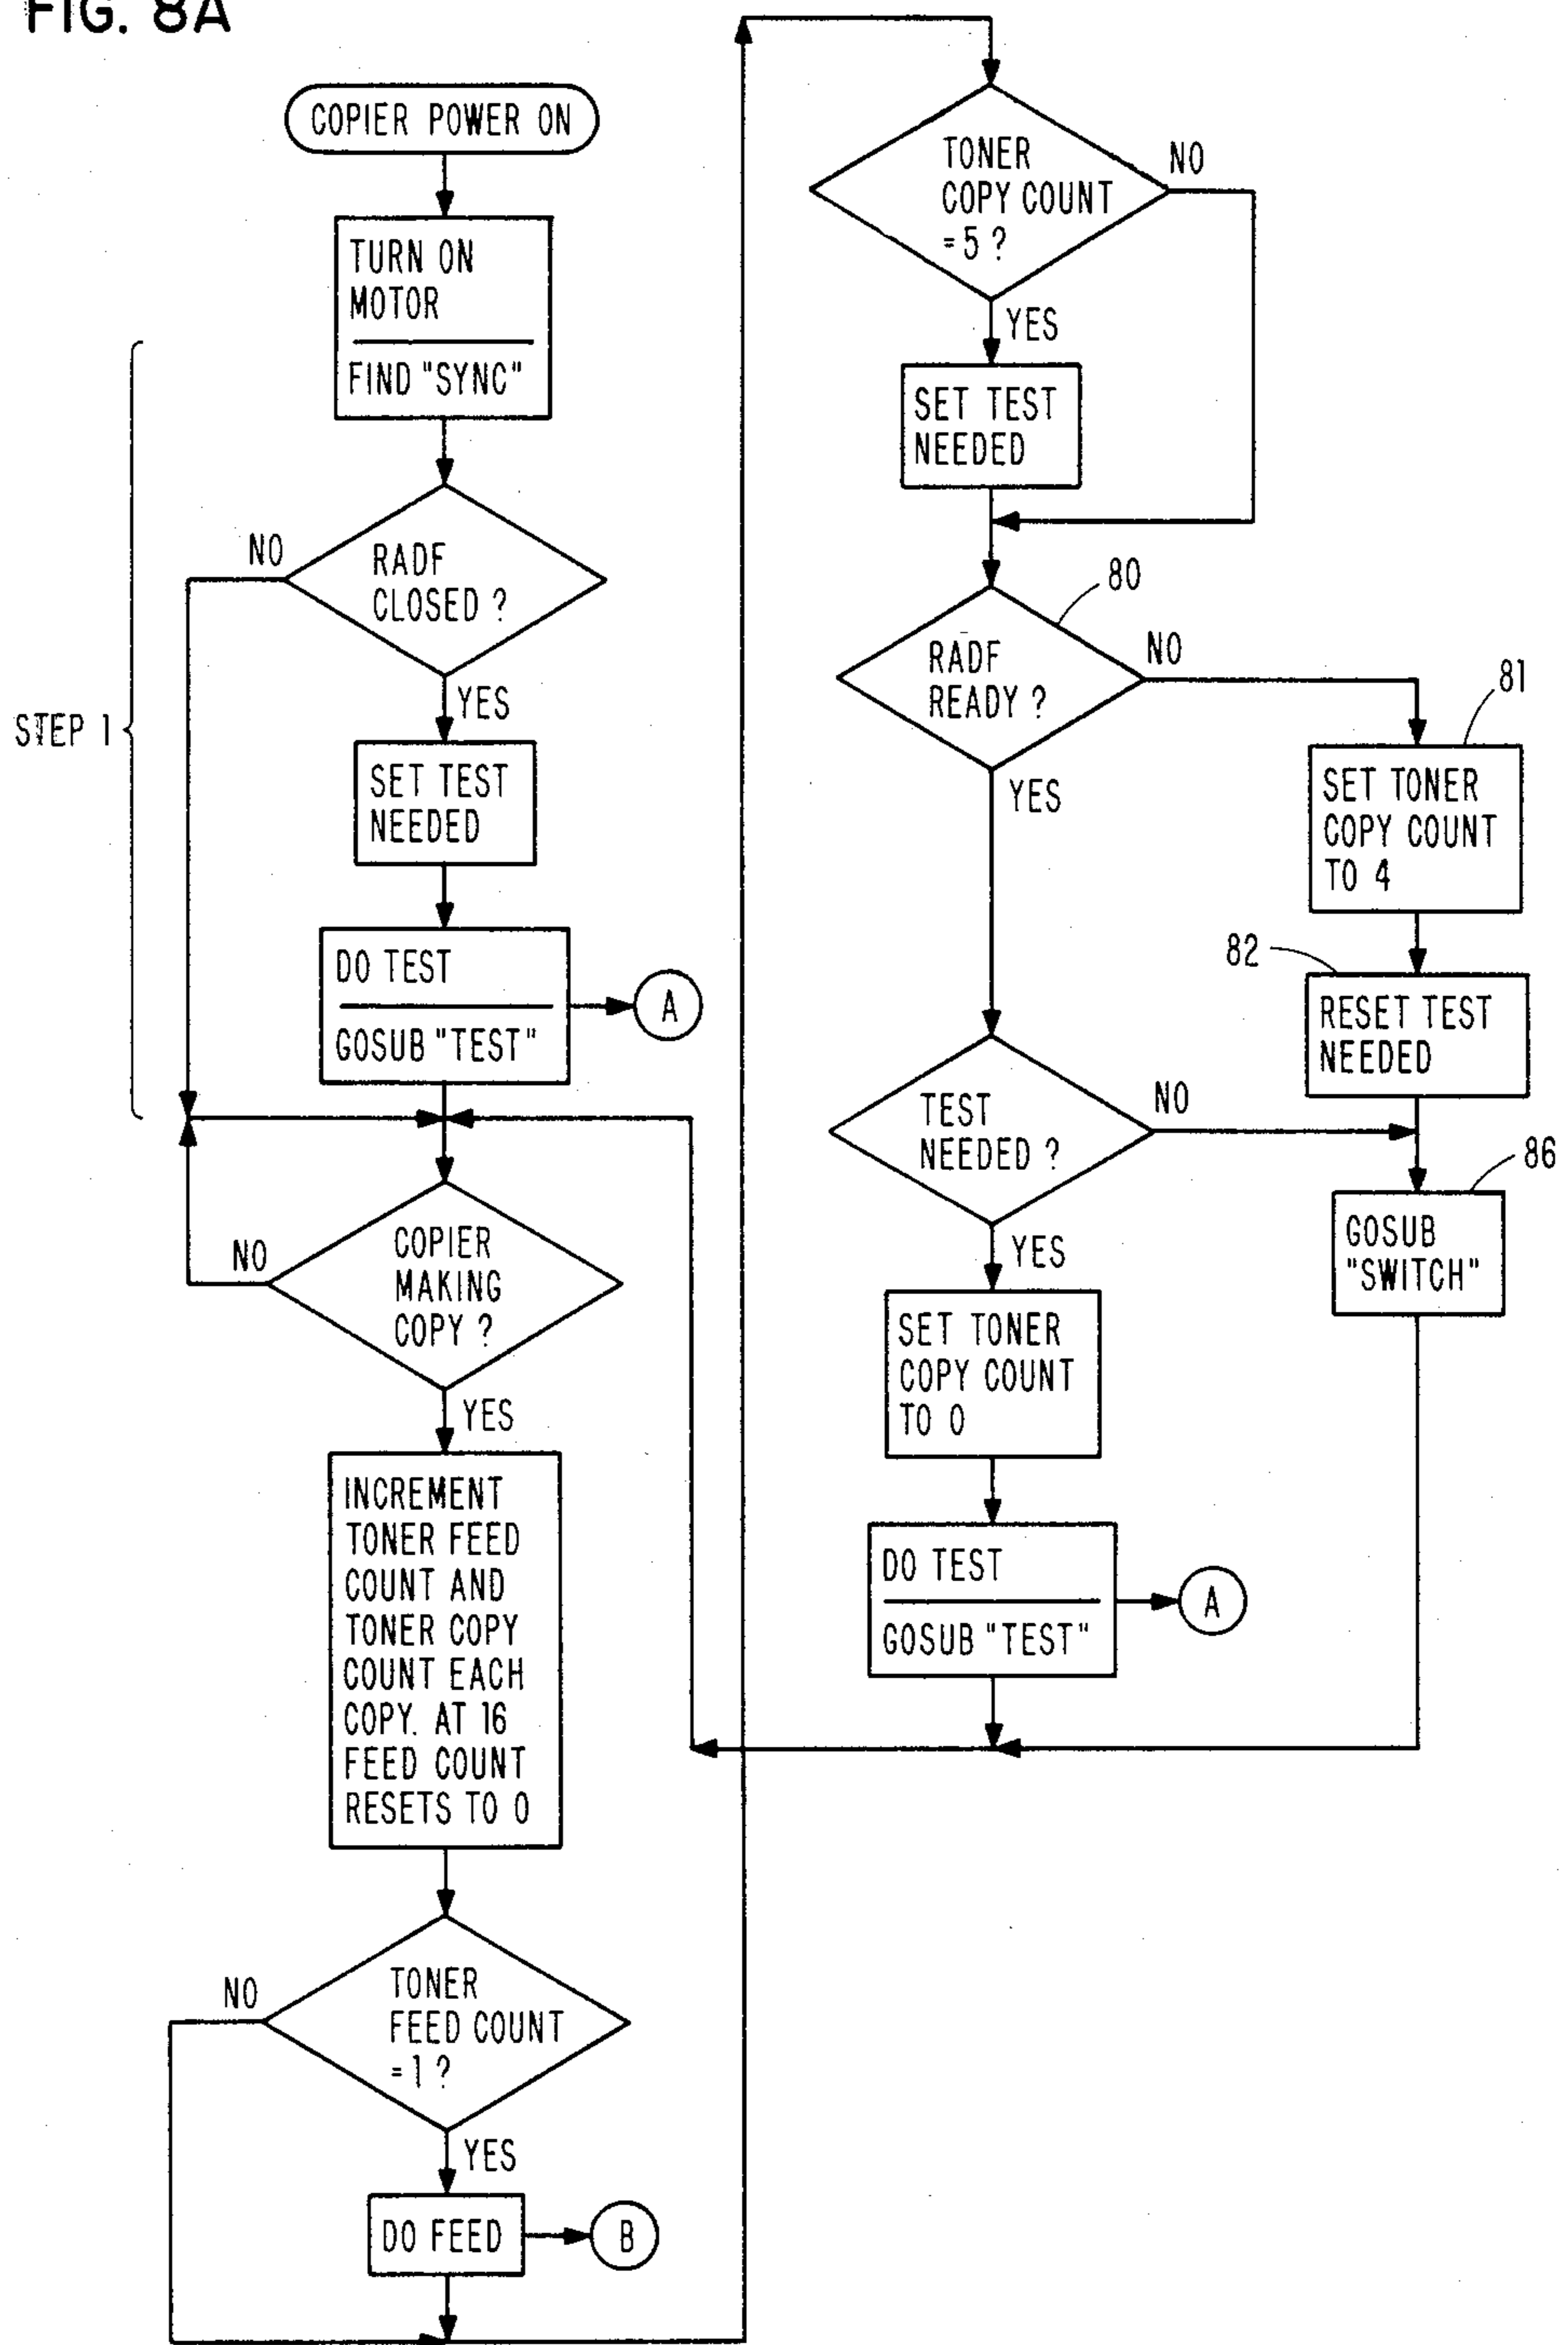 FIG. 8A
COPIER POWER ON
TURN ON
MOTOR
FIND "SYNC"
STEP 1
NO
RADF
CLOSED ?
YES
SET TEST
NEEDED
DO TEST
GOSUB "TEST"
A
NO
COPIER
MAKING
COPY ?
YES
INCREMENT
TONER FEED
COUNT AND
TONER COPY
COUNT EACH
COPY. AT 16
FEED COUNT
RESETS TO 0
NO
TONER
FEED COUNT
=1 ?
YES
DO FEED
B
TONER
COPY COUNT
=5 ?
NO
YES
SET TEST
NEEDED
80
RADF
READY ?
NO
YES
81
SET TONER
COPY COUNT
TO 4
82
RESET TEST
NEEDED
TEST
NEEDED ?
NO
YES
86
GOSUB
"SWITCH"
SET TONER
COPY COUNT
TO 0
DO TEST
GOSUB "TEST"
A